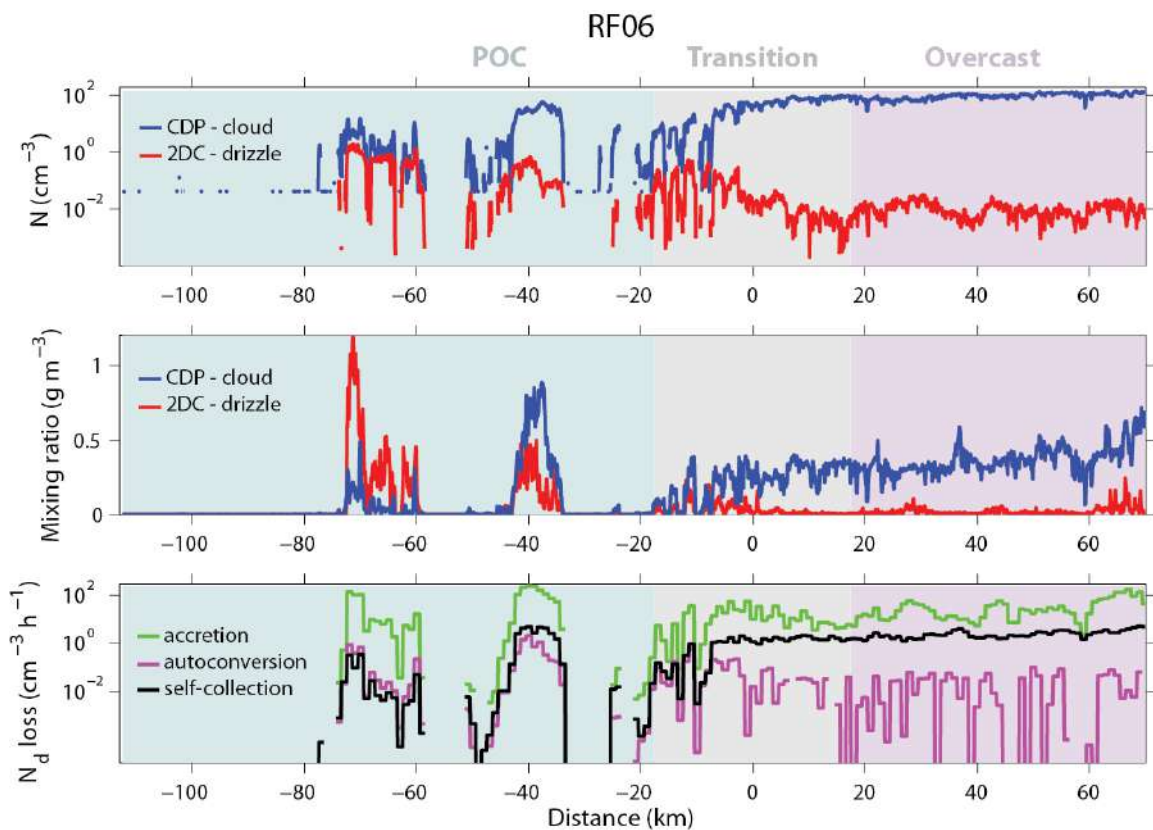 RF06
POC Transition Overcast
N (cm⁻³)
10² 10⁰ 10⁻²
CDP - cloud
2DC - drizzle
−100 −80 −60 −40 −20 0 20 40 60
Mixing ratio (g m⁻³)
1 0.5 0
CDP - cloud
2DC - drizzle
−100 −80 −60 −40 −20 0 20 40 60
N_d loss (cm⁻³ h⁻¹)
10² 10⁰ 10⁻²
accretion
autoconversion
self-collection
−100 −80 −60 −40 −20 0 20 40 60
Distance (km)